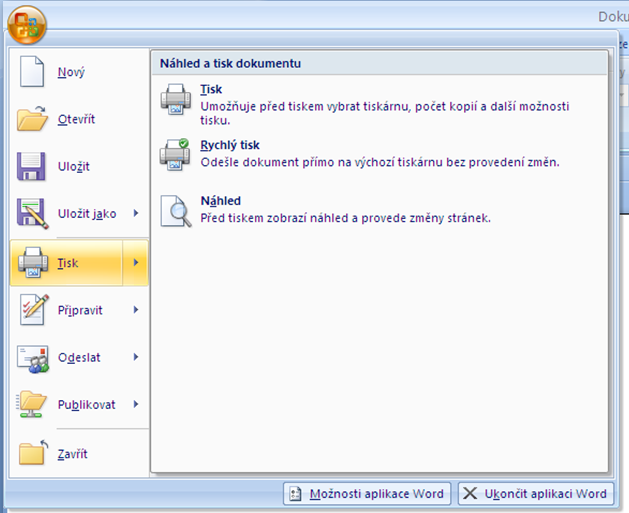 Doku
Nový
Otevřít
Uložit
Uložit jako
Tisk
Připravit
Odeslat
Publikovat
Zavřít
Náhled a tisk dokumentu
Tisk
Umožňuje před tiskem vybrat tiskárnu, počet kopií a další možnosti
tisku.
Rychlý tisk
Odešle dokument přímo na výchozí tiskárnu bez provedení změn.
Náhled
Před tiskem zobrazí náhled a provede změny stránek.
Možnosti aplikace Word
Ukončit aplikaci Word